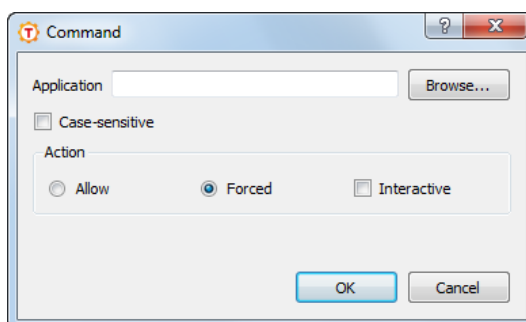 T Command ?
Application Browse...
Case-sensitive
Action
Allow Forced Interactive
OK Cancel